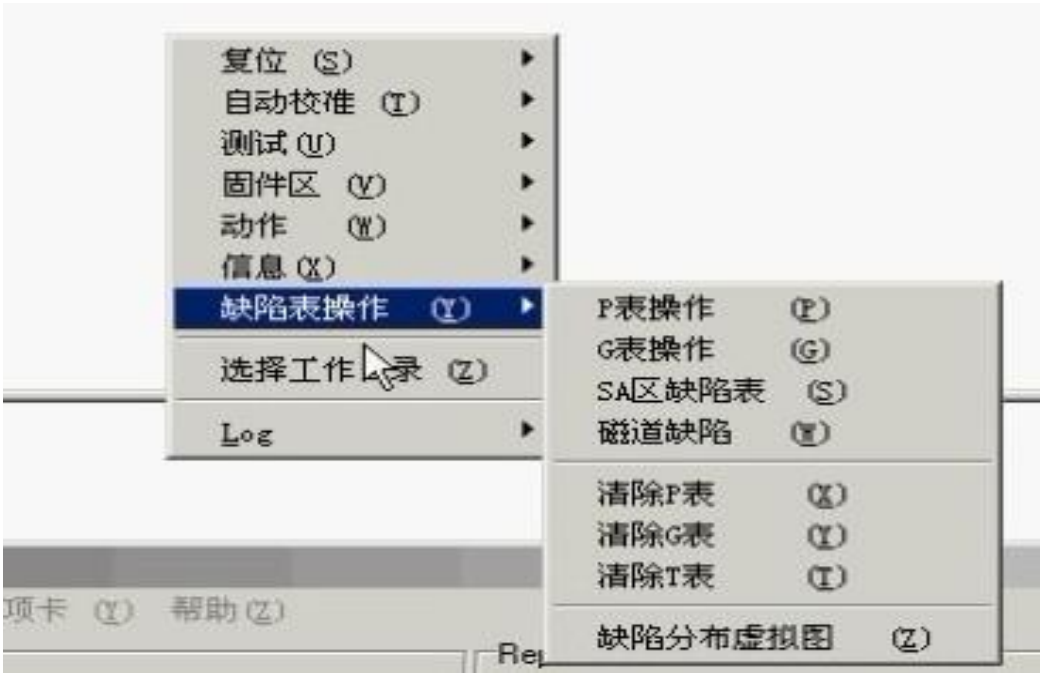 复位 (S)
自动校准 (T)
测试(U)
固件区 (V)
动作 (W)
信息(X)
缺陷表操作 (Y)
选择工作 录 (Z)
Log
P表操作 (P)
G表操作 (G)
SA区缺陷表 (S)
磁道缺陷 (W)
清除P表 (X)
清除G表 (Y)
清除T表 (T)
缺陷分布虚拟图 (Z)
项卡 (Y) 帮助(Z)